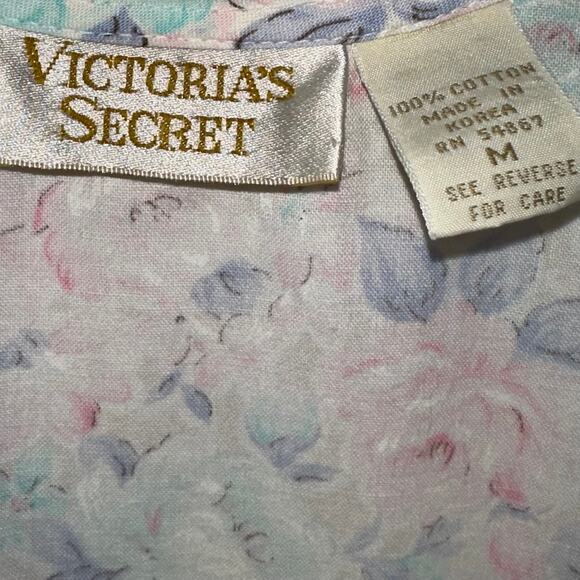 VICTORIA'S
SECRET
100% COTTON
MADE IN
KOREA
RN 54867
M
SEE REVERSE
FOR CARE